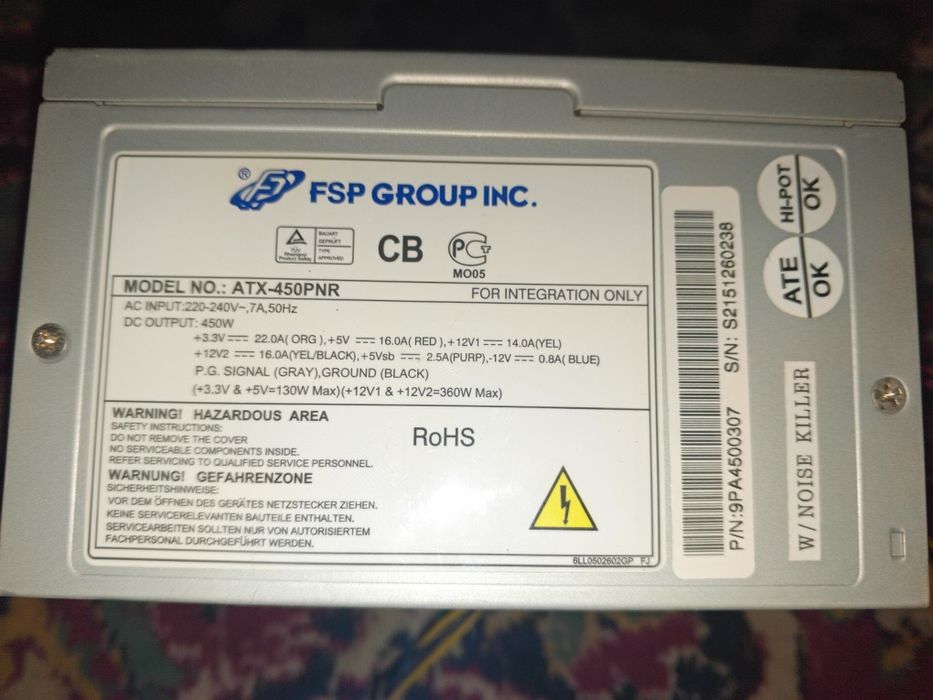 ® FSP GROUP INC.
TÜV Rheinland Product Safety BAUART GEPRÜFT TYPE APPROVED
CB
PG
MO05
MODEL NO.: ATX-450PNR FOR INTEGRATION ONLY
AC INPUT:220-240V~,7A,50Hz
DC OUTPUT: 450W
+3.3V⎓ 22.0A( ORG ),+5V ⎓ 16.0A( RED ),+12V1⎓ 14.0A(YEL)
+12V2 ⎓ 16.0A(YEL/BLACK),+5Vsb ⎓ 2.5A(PURP),-12V ⎓ 0.8A( BLUE)
P.G. SIGNAL (GRAY),GROUND (BLACK)
(+3.3V & +5V=130W Max)(+12V1 & +12V2=360W Max)
WARNING! HAZARDOUS AREA
SAFETY INSTRUCTIONS:
DO NOT REMOVE THE COVER
NO SERVICEABLE COMPONENTS INSIDE.
REFER SERVICING TO QUALIFIED SERVICE PERSONNEL.
WARNUNG! GEFAHRENZONE
SICHERHEITSHINWEISE:
VOR DEM ÖFFNEN DES GERÄTES NETZSTECKER ZIEHEN.
KEINE SERVICERELEVANTEN BAUTEILE ENTHALTEN.
SERVICEARBEITEN SOLLTEN NUR VON AUTORISIERTEM
FACHPERSONAL DURCHGEFÜHRT WERDEN.
RoHS
6LL0502602GP FJ
P/N:9PA4500307 S/N: S2151260238
HI-POT
OK
ATE
OK
W/NOISE KILLER